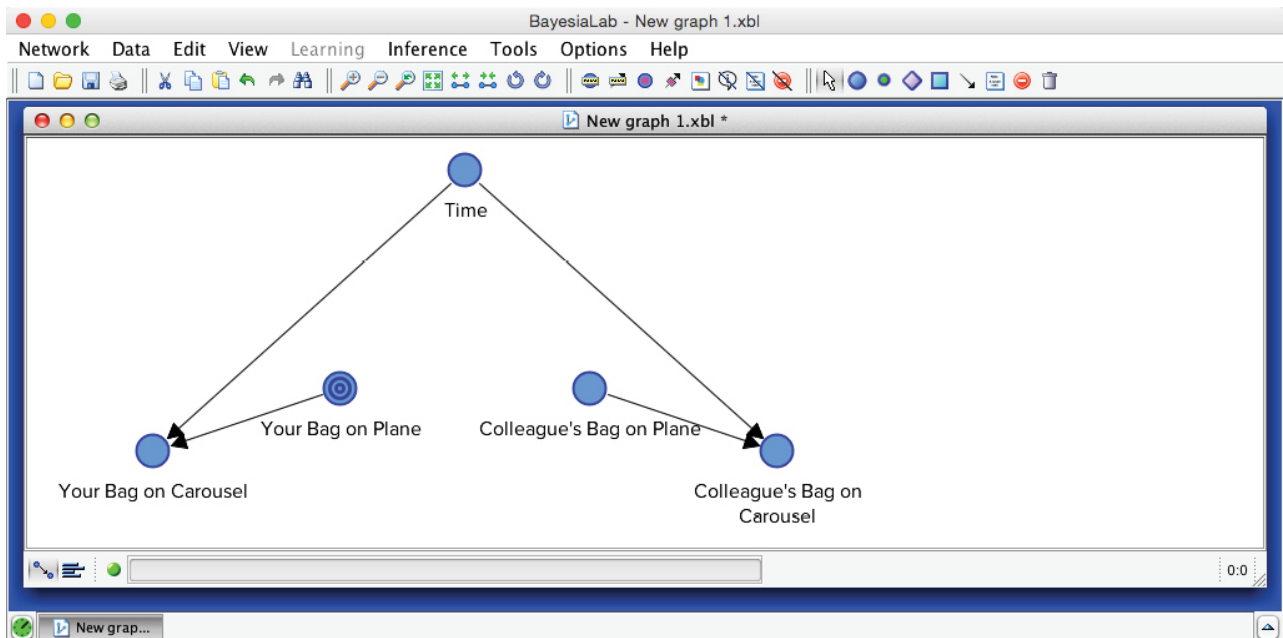 BayesiaLab - New graph 1.xbl
Network Data Edit View Learning Inference Tools Options Help
New graph 1.xbl *
Time
Your Bag on Plane
Colleague's Bag on Plane
Your Bag on Carousel
Colleague's Bag on
Carousel
0:0
New grap...